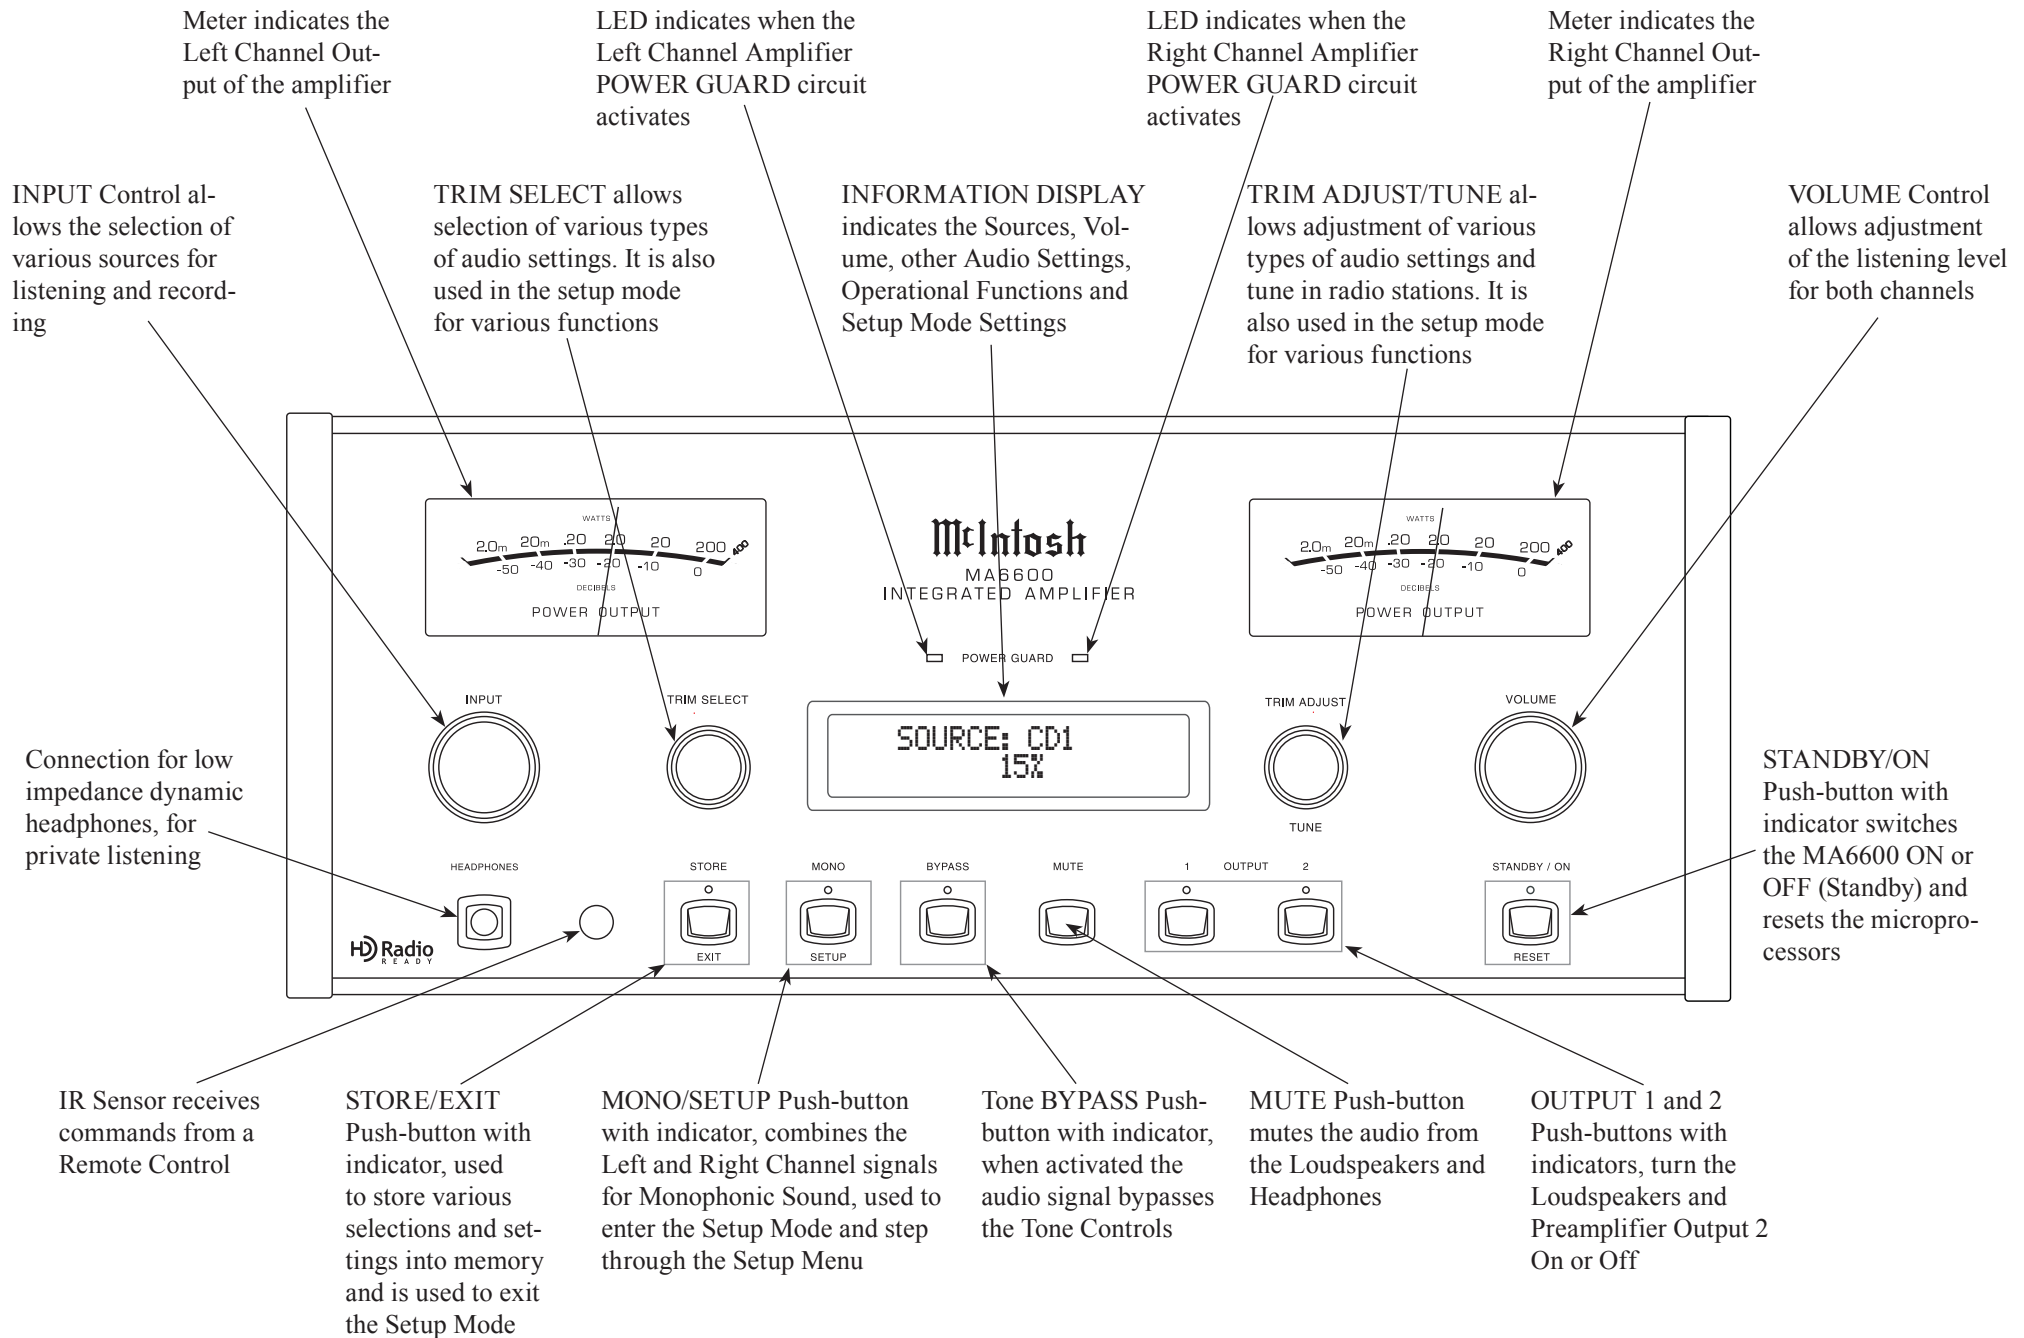 Meter indicates the
Left Channel Out-
put of the amplifier
LED indicates when the
Left Channel Amplifier
POWER GUARD circuit
activates
LED indicates when the
Right Channel Amplifier
POWER GUARD circuit
activates
Meter indicates the
Right Channel Out-
put of the amplifier
INPUT Control al-
lows the selection of
various sources for
listening and record-
ing
TRIM SELECT allows
selection of various types
of audio settings. It is also
used in the setup mode
for various functions
INFORMATION DISPLAY
indicates the Sources, Vol-
ume, other Audio Settings,
Operational Functions and
Setup Mode Settings
TRIM ADJUST/TUNE al-
lows adjustment of various
types of audio settings and
tune in radio stations. It is
also used in the setup mode
for various functions
VOLUME Control
allows adjustment
of the listening level
for both channels
WATTS
2.0m 20m .20 2.0 20 200 400
-50 -40 -30 -20 -10 0
DECIBELS
POWER OUTPUT
McIntosh
MA6600
INTEGRATED AMPLIFIER
WATTS
2.0m 20m .20 2.0 20 200 400
-50 -40 -30 -20 -10 0
DECIBELS
POWER OUTPUT
POWER GUARD
INPUT
TRIM SELECT
SOURCE: CD1
15%
TRIM ADJUST
TUNE
VOLUME
Connection for low
impedance dynamic
headphones, for
private listening
STANDBY/ON
Push-button with
indicator switches
the MA6600 ON or
OFF (Standby) and
resets the micropro-
cessors
HEADPHONES
HD Radio
READY
STORE
EXIT
MONO
SETUP
BYPASS
MUTE
1 OUTPUT 2
STANDBY / ON
RESET
IR Sensor receives
commands from a
Remote Control
STORE/EXIT
Push-button with
indicator, used
to store various
selections and set-
tings into memory
and is used to exit
the Setup Mode
MONO/SETUP Push-button
with indicator, combines the
Left and Right Channel signals
for Monophonic Sound, used to
enter the Setup Mode and step
through the Setup Menu
Tone BYPASS Push-
button with indicator,
when activated the
audio signal bypasses
the Tone Controls
MUTE Push-button
mutes the audio from
the Loudspeakers and
Headphones
OUTPUT 1 and 2
Push-buttons with
indicators, turn the
Loudspeakers and
Preamplifier Output 2
On or Off